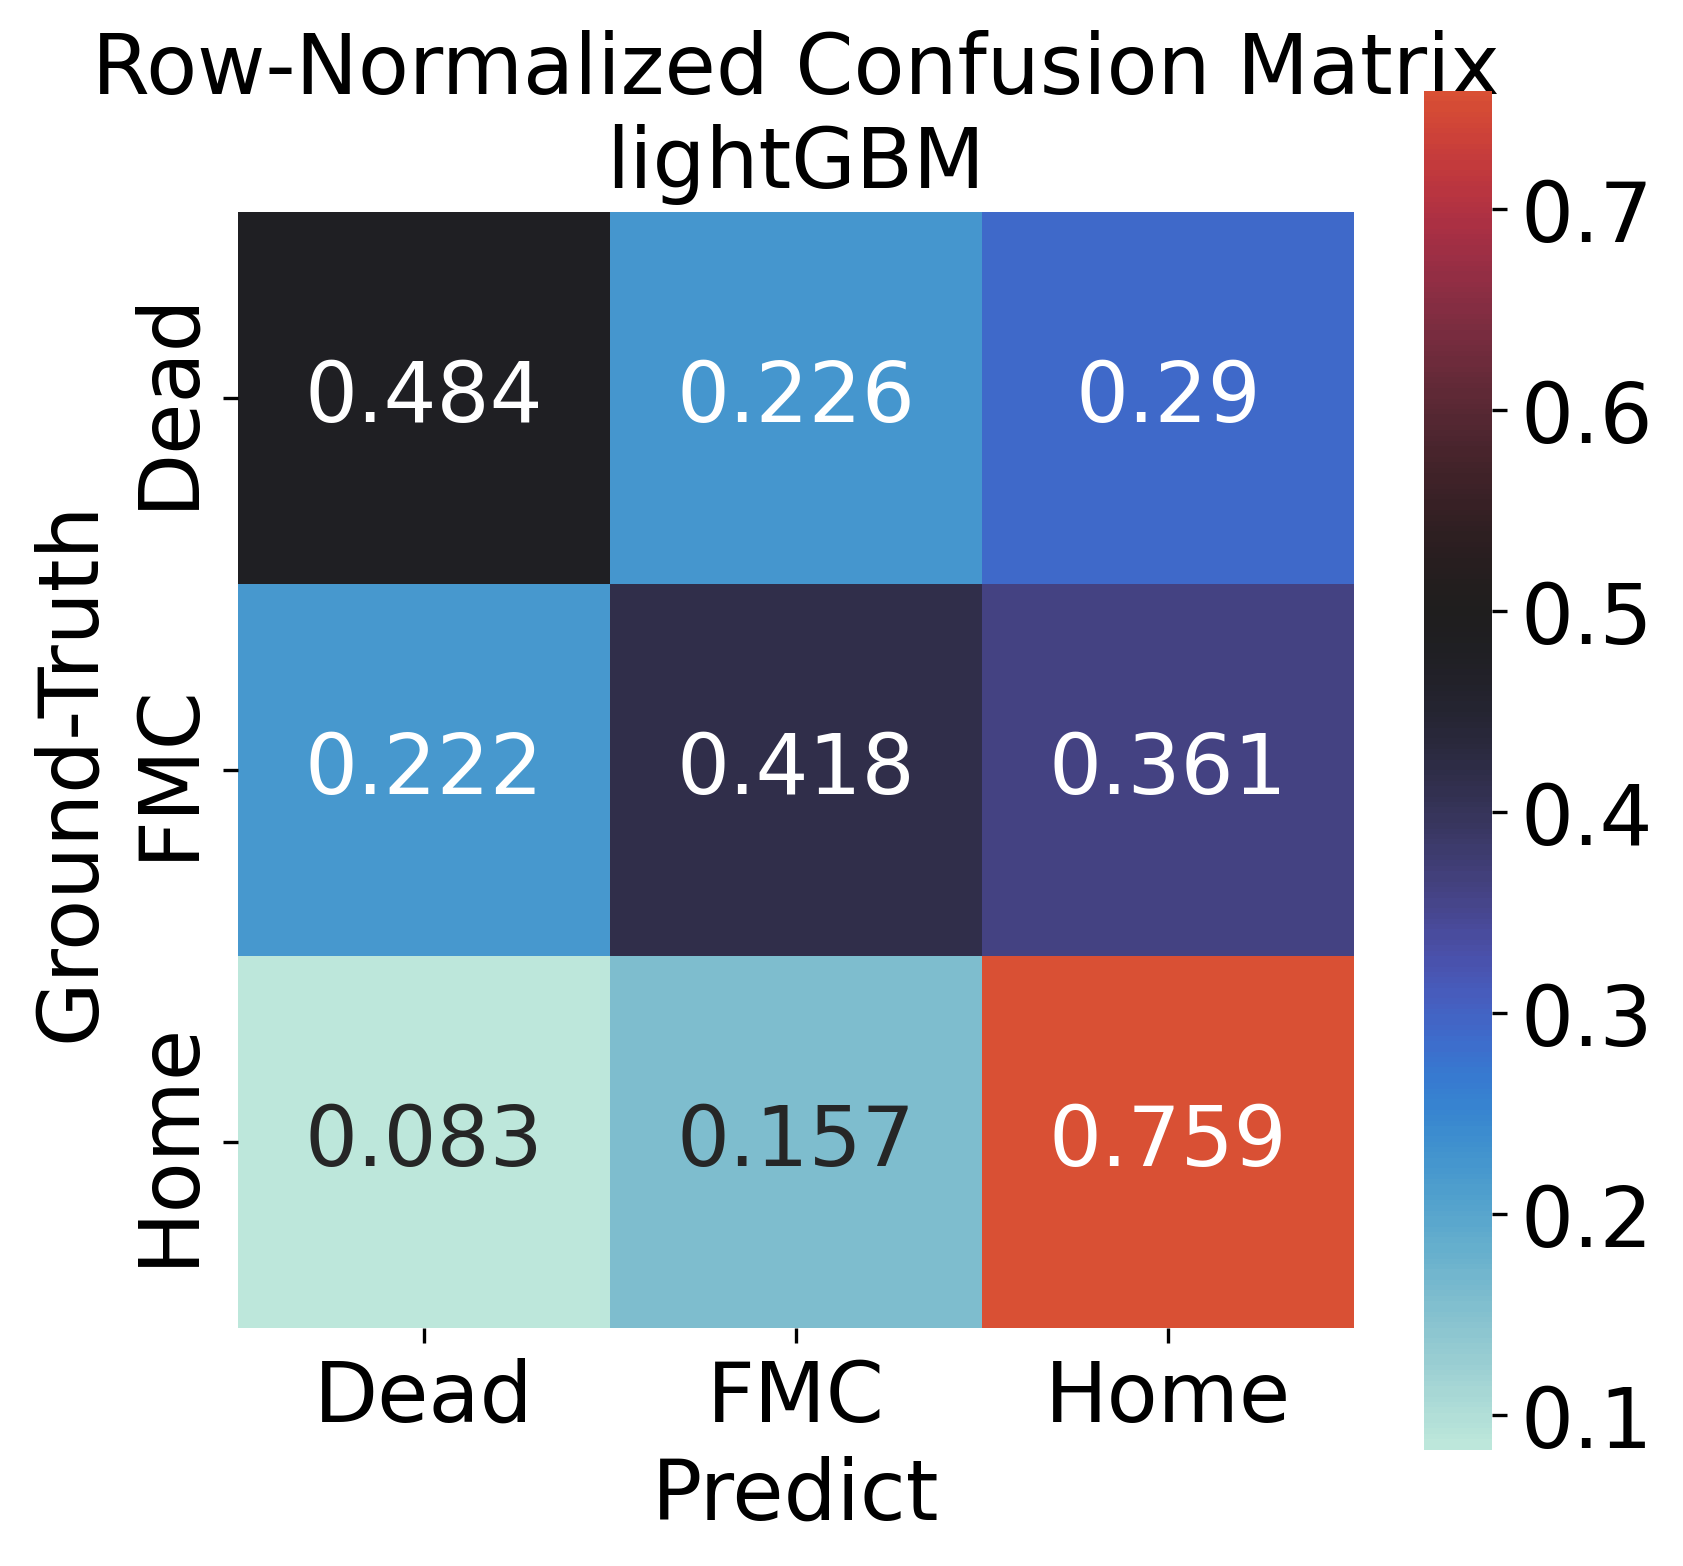 Row-Normalized Confusion Matrix
lightGBM
Ground-Truth
Dead
0.484 0.226 0.29
FMC
0.222 0.418 0.361
Home
0.083 0.157 0.759
Dead FMC Home
Predict
0.7
0.6
0.5
0.4
0.3
0.2
0.1